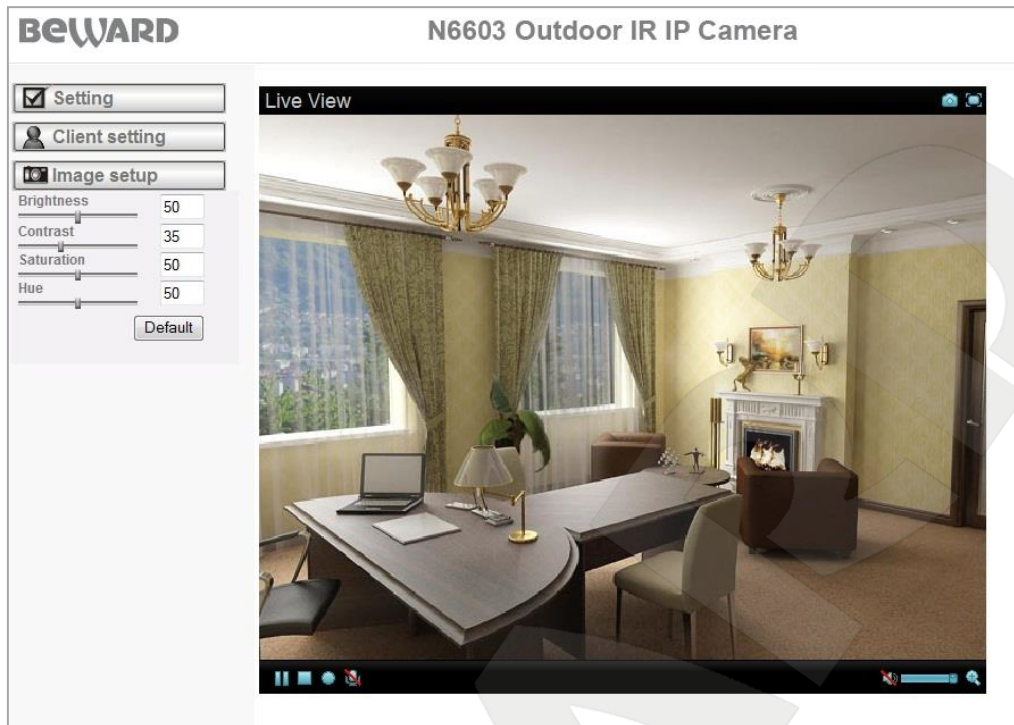 BEWARD
N6603 Outdoor IR IP Camera
Setting
Client setting
Image setup
Brightness
50
Contrast
35
Saturation
50
Hue
50
Default
Live View